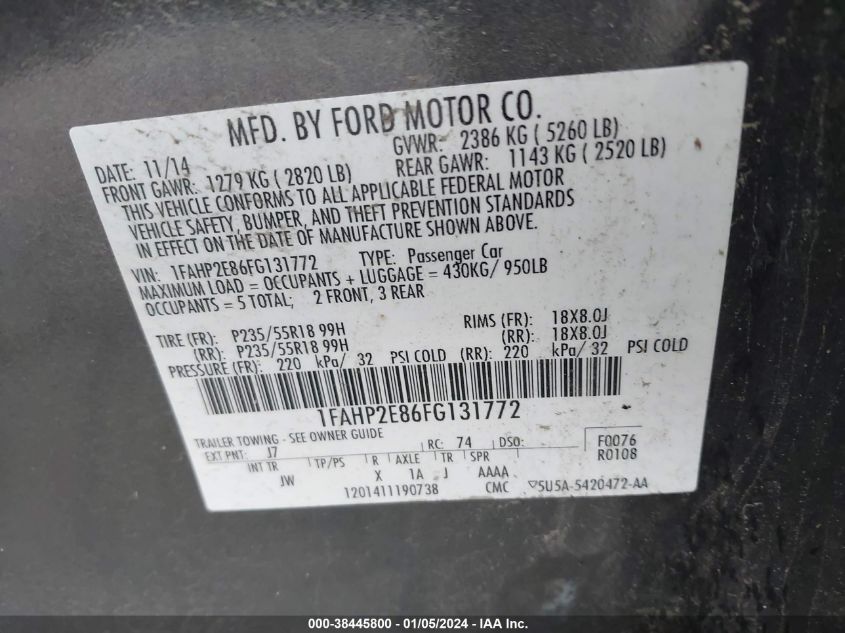 MFD. BY FORD MOTOR CO.
DATE: 11/14 GVWR: 2386 KG ( 5260 LB)
FRONT GAWR: 1279 KG ( 2820 LB) REAR GAWR: 1143 KG ( 2520 LB)
THIS VEHICLE CONFORMS TO ALL APPLICABLE FEDERAL MOTOR
VEHICLE SAFETY, BUMPER, AND THEFT PREVENTION STANDARDS
IN EFFECT ON THE DATE OF MANUFACTURE SHOWN ABOVE.
VIN: 1FAHP2E86FG131772 TYPE: Passenger Car
MAXIMUM LOAD = OCCUPANTS + LUGGAGE = 430KG/ 950LB
OCCUPANTS = 5 TOTAL; 2 FRONT, 3 REAR
TIRE (FR): P235/55R18 99H RIMS (FR): 18X8.0J
(RR): P235/55R18 99H (RR): 18X8.0J
PRESSURE (FR): 220 kPa/ 32 PSI COLD (RR): 220 kPa/ 32 PSI COLD
1FAHP2E86FG131772
TRAILER TOWING - SEE OWNER GUIDE
EXT PNT: J7 RC: 74 DSO: F0076
R0108
INT TR TP/PS R AXLE TR SPR
JW X 1A J AAAA
1201411190738 CMC ▽5U5A-5420472-AA
000-38445800 - 01/05/2024 - IAA Inc.